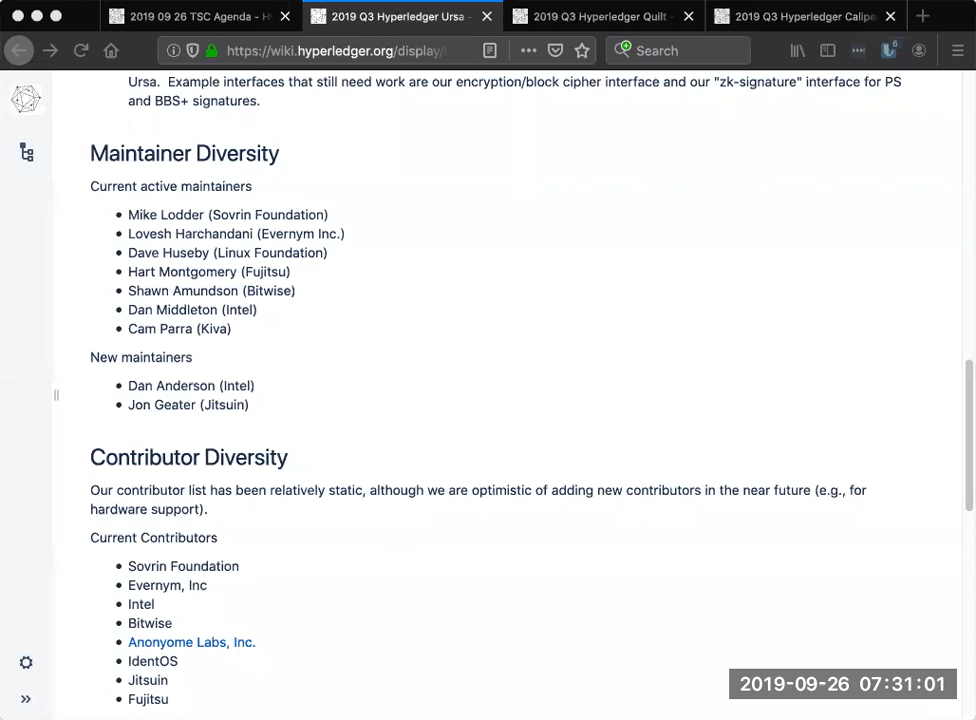 2019 09 26 TSC Agenda - Hy
2019 Q3 Hyperledger Ursa -
2019 Q3 Hyperledger Quilt -
2019 Q3 Hyperledger Calipe
https://wiki.hyperledger.org/display/
Search
6
Ursa. Example interfaces that still need work are our encryption/block cipher interface and our "zk-signature" interface for PS
and BBS+ signatures.
Maintainer Diversity
Current active maintainers
• Mike Lodder (Sovrin Foundation)
• Lovesh Harchandani (Evernym Inc.)
• Dave Huseby (Linux Foundation)
• Hart Montgomery (Fujitsu)
• Shawn Amundson (Bitwise)
• Dan Middleton (Intel)
• Cam Parra (Kiva)
New maintainers
• Dan Anderson (Intel)
• Jon Geater (Jitsuin)
Contributor Diversity
Our contributor list has been relatively static, although we are optimistic of adding new contributors in the near future (e.g., for
hardware support).
Current Contributors
• Sovrin Foundation
• Evernym, Inc
• Intel
• Bitwise
• Anonyome Labs, Inc.
• IdentOS
• Jitsuin
• Fujitsu
2019-09-26 07:31:01